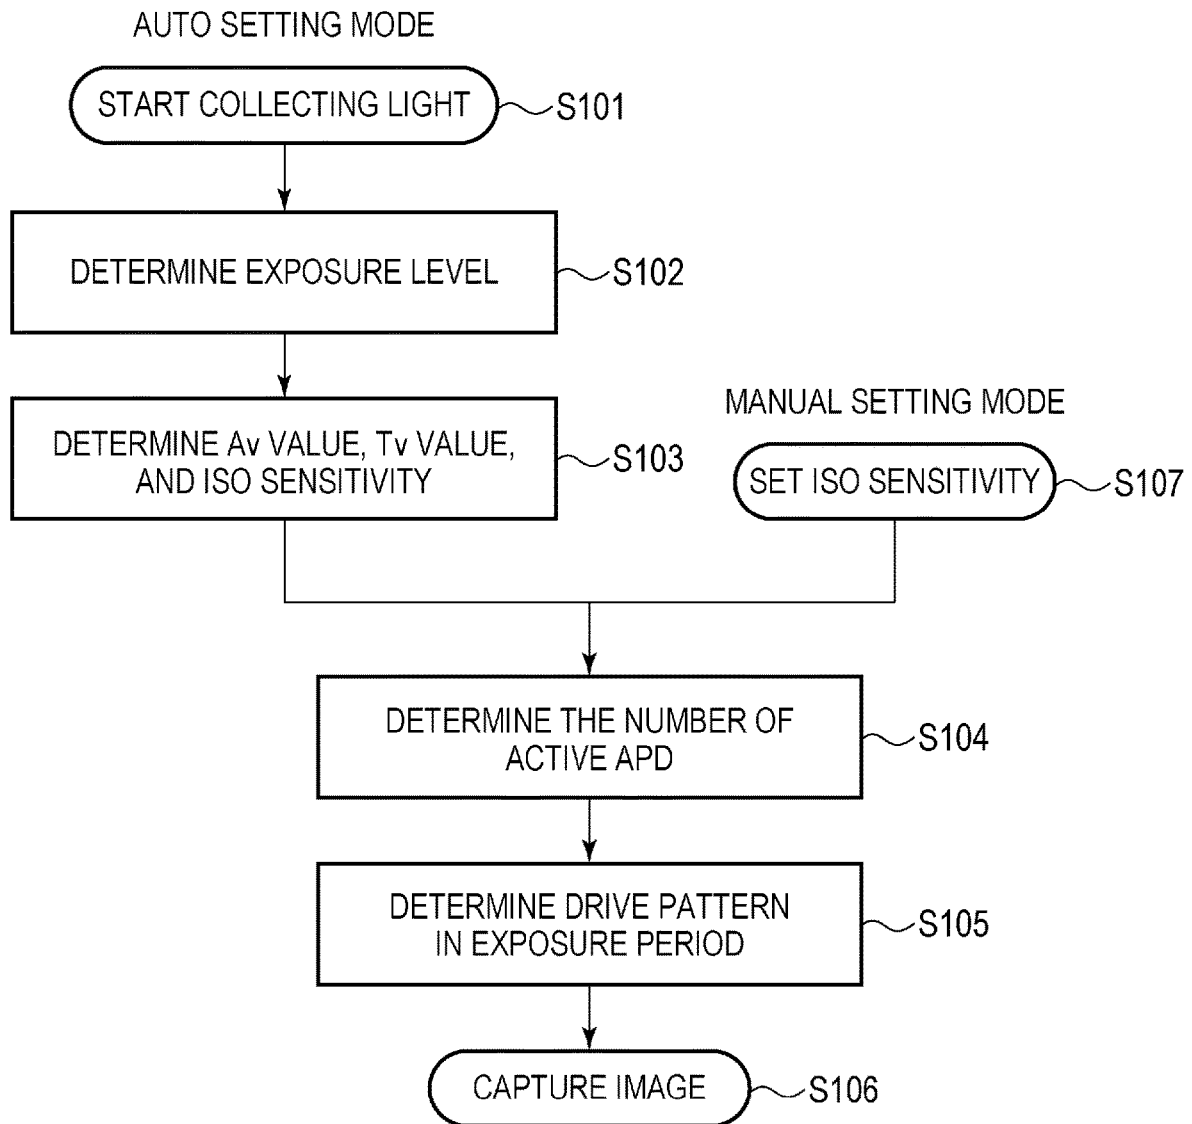 AUTO SETTING MODE
START COLLECTING LIGHT
S101
DETERMINE EXPOSURE LEVEL
S102
DETERMINE Av VALUE, Tv VALUE,
AND ISO SENSITIVITY
S103
MANUAL SETTING MODE
SET ISO SENSITIVITY
S107
DETERMINE THE NUMBER OF
ACTIVE APD
S104
DETERMINE DRIVE PATTERN
IN EXPOSURE PERIOD
S105
CAPTURE IMAGE
S106